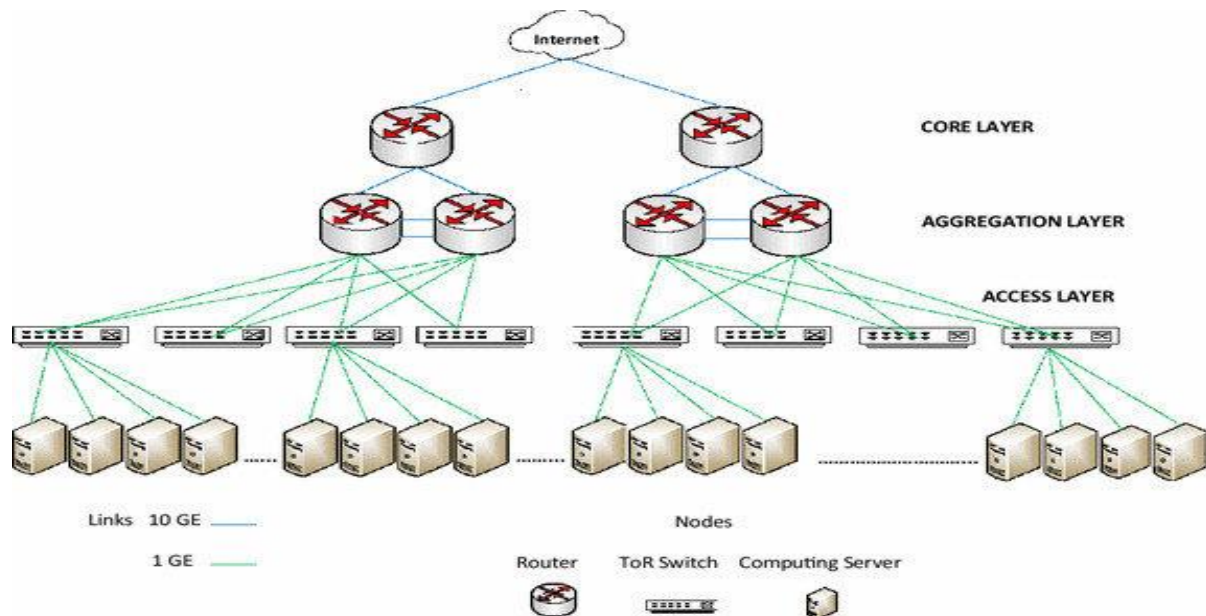 Internet
CORE LAYER
AGGREGATION LAYER
ACCESS LAYER
Links 10 GE
1 GE
Nodes
Router ToR Switch Computing Server